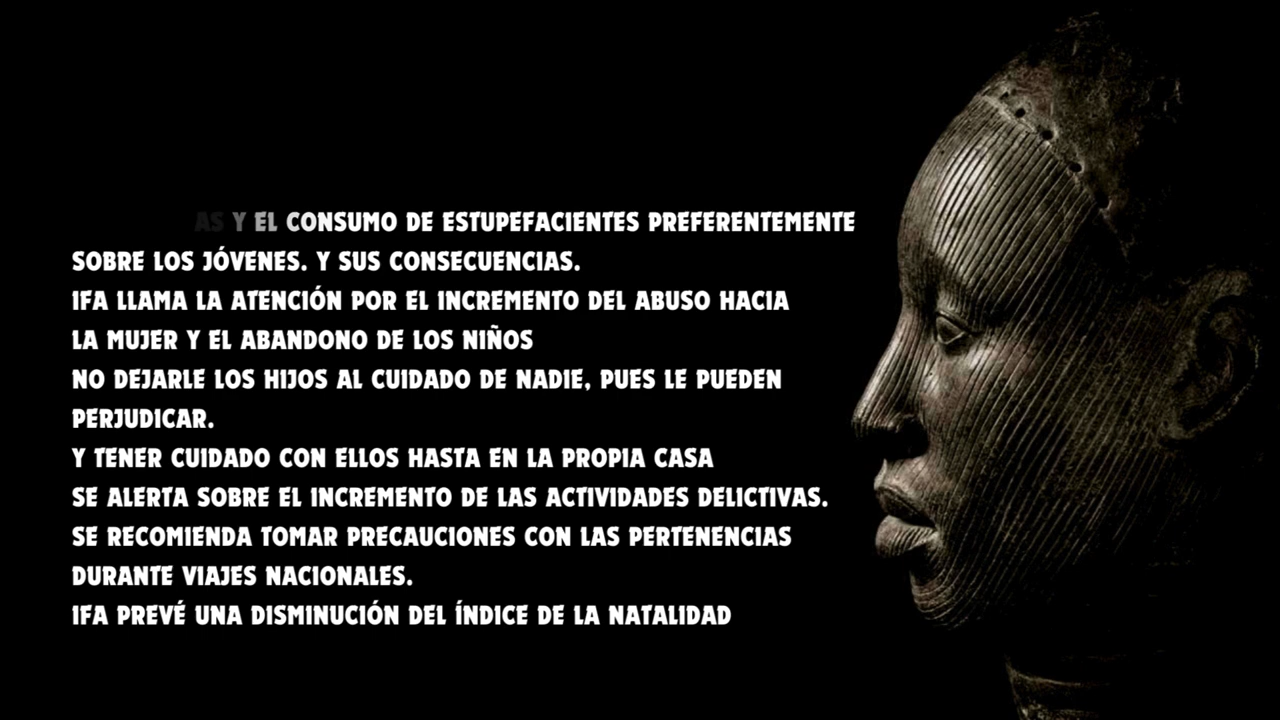 AS Y EL CONSUMO DE ESTUPEFACIENTES PREFERENTEMENTE
SOBRE LOS JÓVENES. Y SUS CONSECUENCIAS.
IFA LLAMA LA ATENCIÓN POR EL INCREMENTO DEL ABUSO HACIA
LA MUJER Y EL ABANDONO DE LOS NIÑOS
NO DEJARLE LOS HIJOS AL CUIDADO DE NADIE, PUES LE PUEDEN
PERJUDICAR.
Y TENER CUIDADO CON ELLOS HASTA EN LA PROPIA CASA
SE ALERTA SOBRE EL INCREMENTO DE LAS ACTIVIDADES DELICTIVAS.
SE RECOMIENDA TOMAR PRECAUCIONES CON LAS PERTENENCIAS
DURANTE VIAJES NACIONALES.
IFA PREVÉ UNA DISMINUCIÓN DEL ÍNDICE DE LA NATALIDAD